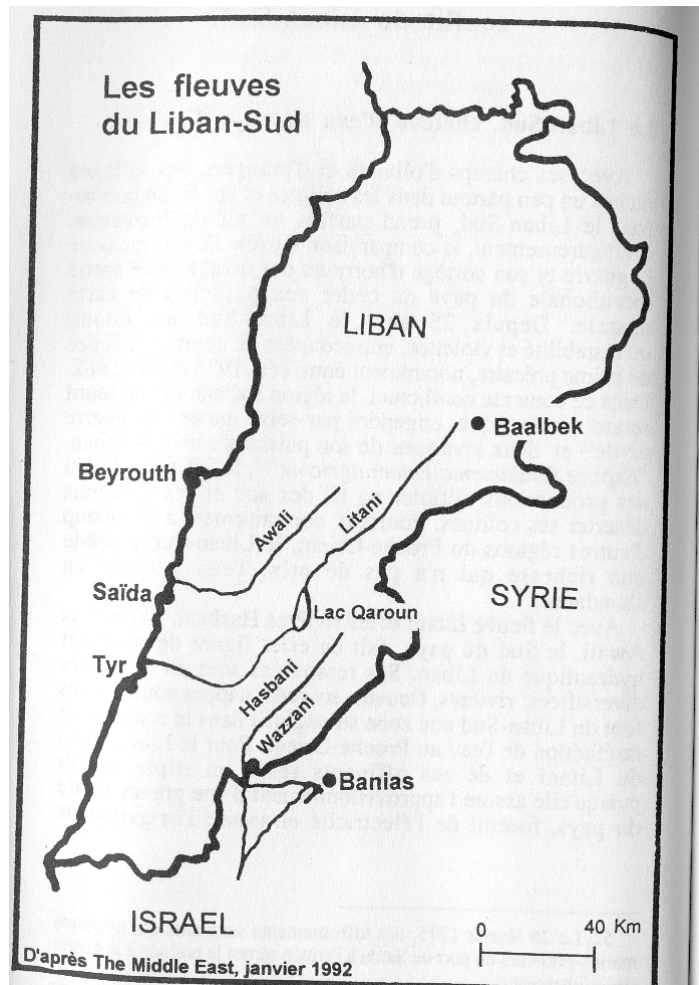 Les fleuves
du Liban-Sud
LIBAN
Baalbek
Beyrouth
Awali
Litani
Saïda
SYRIE
Lac Qaroun
Tyr
Hasbani
Wazzani
Banias
ISRAEL
0 40 Km
D'après The Middle East, janvier 1992